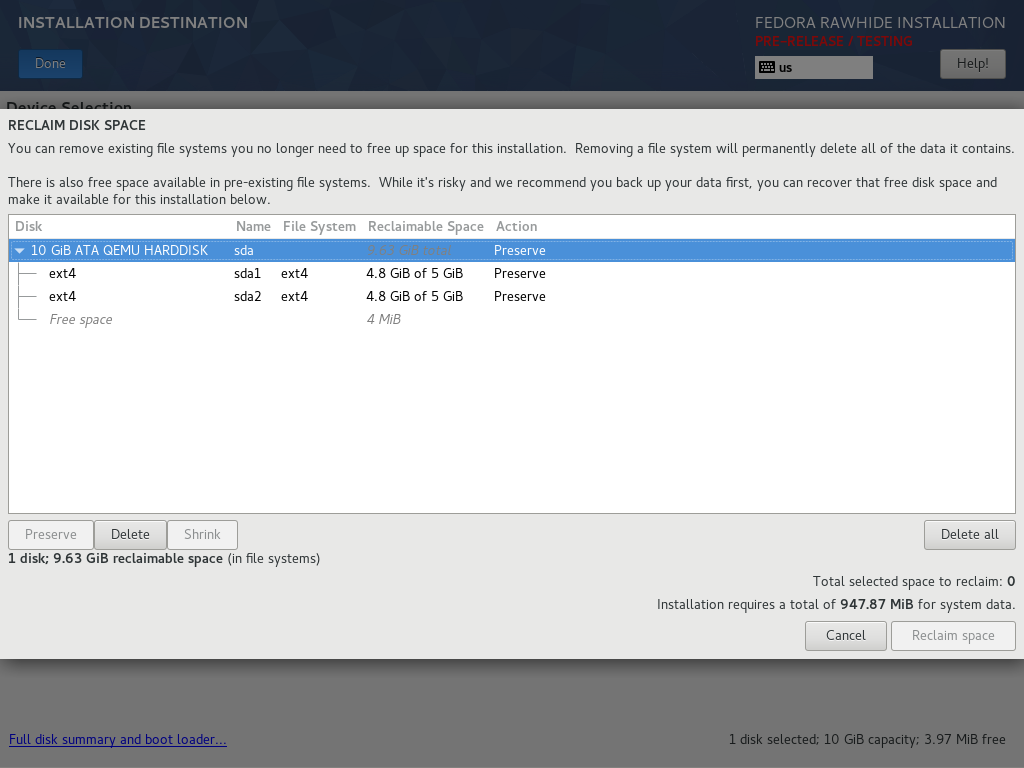 INSTALLATION DESTINATION
FEDORA RAWHIDE INSTALLATION
PRE-RELEASE / TESTING
Done
us
Help!
Device Selection
RECLAIM DISK SPACE
You can remove existing file systems you no longer need to free up space for this installation.  Removing a file system will permanently delete all of the data it contains.
There is also free space available in pre-existing file systems.  While it's risky and we recommend you back up your data first, you can recover that free disk space and
make it available for this installation below.
Disk Name File System Reclaimable Space Action
10 GiB ATA QEMU HARDDISK sda Preserve
ext4 sda1 ext4 4.8 GiB of 5 GiB Preserve
ext4 sda2 ext4 4.8 GiB of 5 GiB Preserve
Free space 4 MiB
Preserve Delete Shrink Delete all
1 disk; 9.63 GiB reclaimable space (in file systems)
Total selected space to reclaim: 0
Installation requires a total of 947.87 MiB for system data.
Cancel Reclaim space
Full disk summary and boot loader... 1 disk selected; 10 GiB capacity; 3.97 MiB free